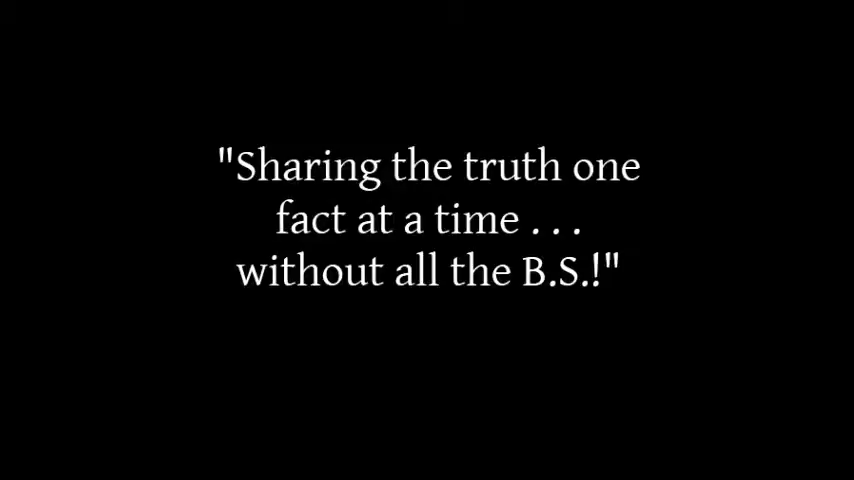 "Sharing the truth one
fact at a time . . .
without all the B.S.!"